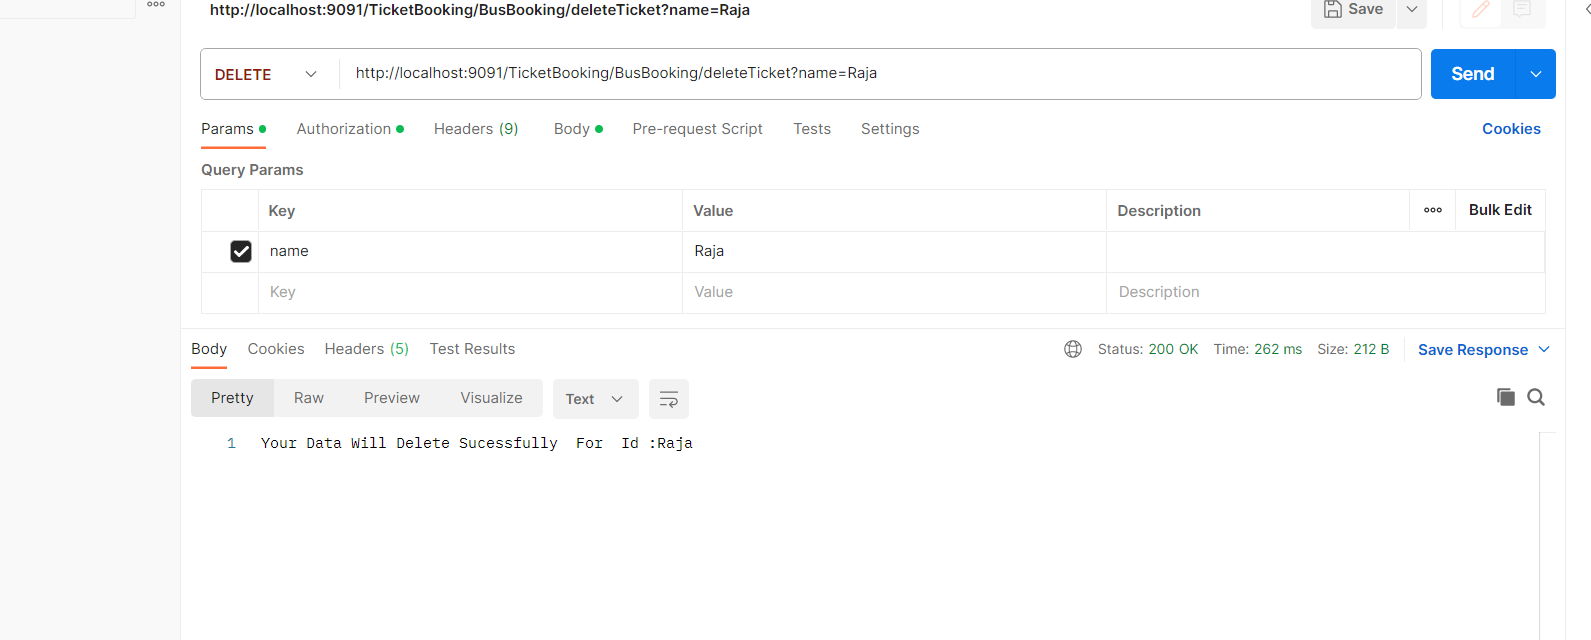 http://localhost:9091/TicketBooking/BusBooking/deleteTicket?name=Raja
Save
DELETE http://localhost:9091/TicketBooking/BusBooking/deleteTicket?name=Raja Send
Params Authorization Headers (9) Body Pre-request Script Tests Settings Cookies
Query Params
Key Value Description Bulk Edit
name Raja
Key Value Description
Body Cookies Headers (5) Test Results Status: 200 OK Time: 262 ms Size: 212 B Save Response
Pretty Raw Preview Visualize Text
1 Your Data Will Delete Sucessfully  For  Id :Raja